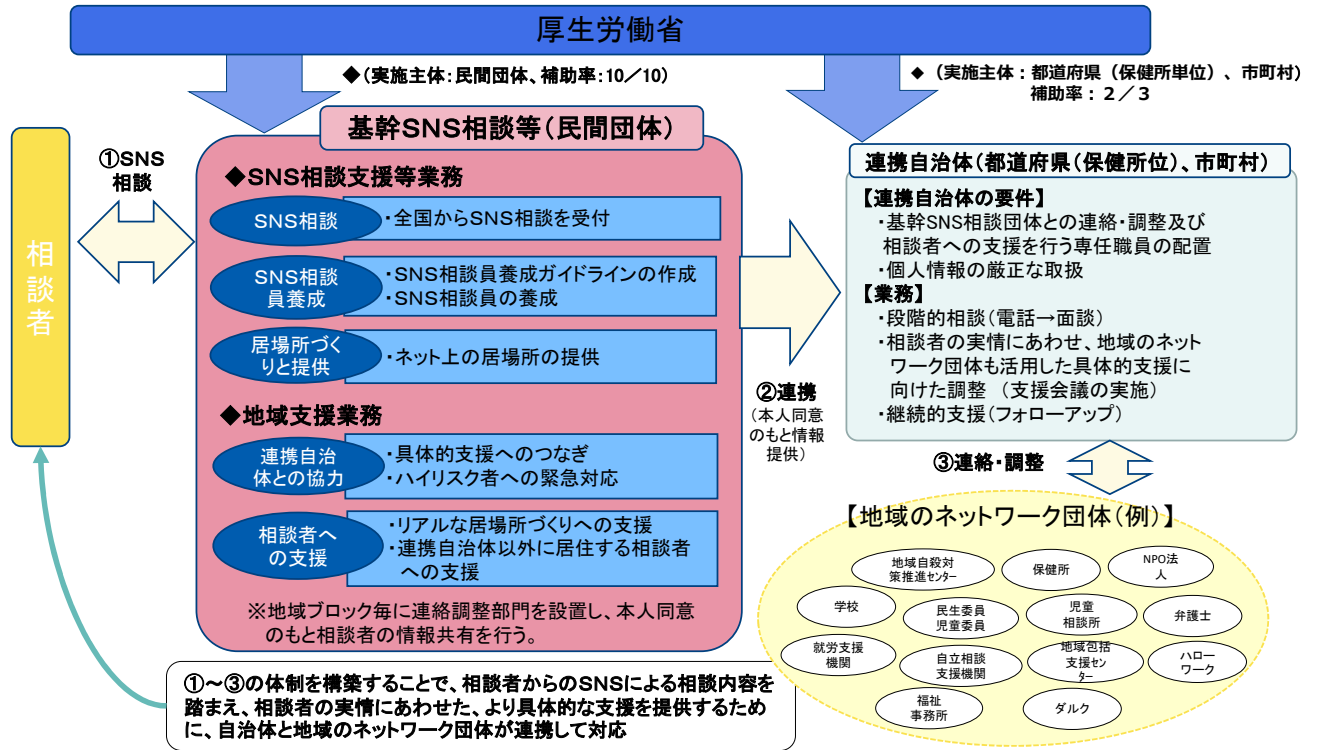 厚生労働省
◆(実施主体:民間団体、補助率:10/10)
◆ (実施主体:都道府県(保健所単位)、市町村)
補助率:2/3
相談者
①SNS
相談
基幹SNS相談等(民間団体)
◆SNS相談支援等業務
SNS相談
・全国からSNS相談を受付
SNS相談
員養成
・SNS相談員養成ガイドラインの作成
・SNS相談員の養成
居場所づく
りと提供
・ネット上の居場所の提供
◆地域支援業務
連携自治
体との協力
・具体的支援へのつなぎ
・ハイリスク者への緊急対応
相談者へ
の支援
・リアルな居場所づくりへの支援
・連携自治体以外に居住する相談者
への支援
※地域ブロック毎に連絡調整部門を設置し、本人同意
のもと相談者の情報共有を行う。
②連携
(本人同意
のもと情報
提供)
連携自治体(都道府県(保健所位)、市町村)
【連携自治体の要件】
・基幹SNS相談団体との連絡・調整及び
相談者への支援を行う専任職員の配置
・個人情報の厳正な取扱
【業務】
・段階的相談(電話→面談)
・相談者の実情にあわせ、地域のネット
ワーク団体も活用した具体的支援に
向けた調整 (支援会議の実施)
・継続的支援(フォローアップ)
③連絡・調整
【地域のネットワーク団体(例)】
地域自殺対
策推進センター
保健所
NPO法
人
学校
民生委員
児童委員
児童
相談所
弁護士
就労支援
機関
自立相談
支援機関
地域包括
支援セン
ター
ハロー
ワーク
福祉
事務所
ダルク
①~③の体制を構築することで、相談者からのSNSによる相談内容を
踏まえ、相談者の実情にあわせた、より具体的な支援を提供するため
に、自治体と地域のネットワーク団体が連携して対応